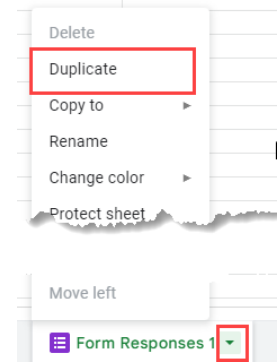 Delete
Duplicate
Copy to
Rename
Change color
Protect sheet
Move left
Form Responses 1